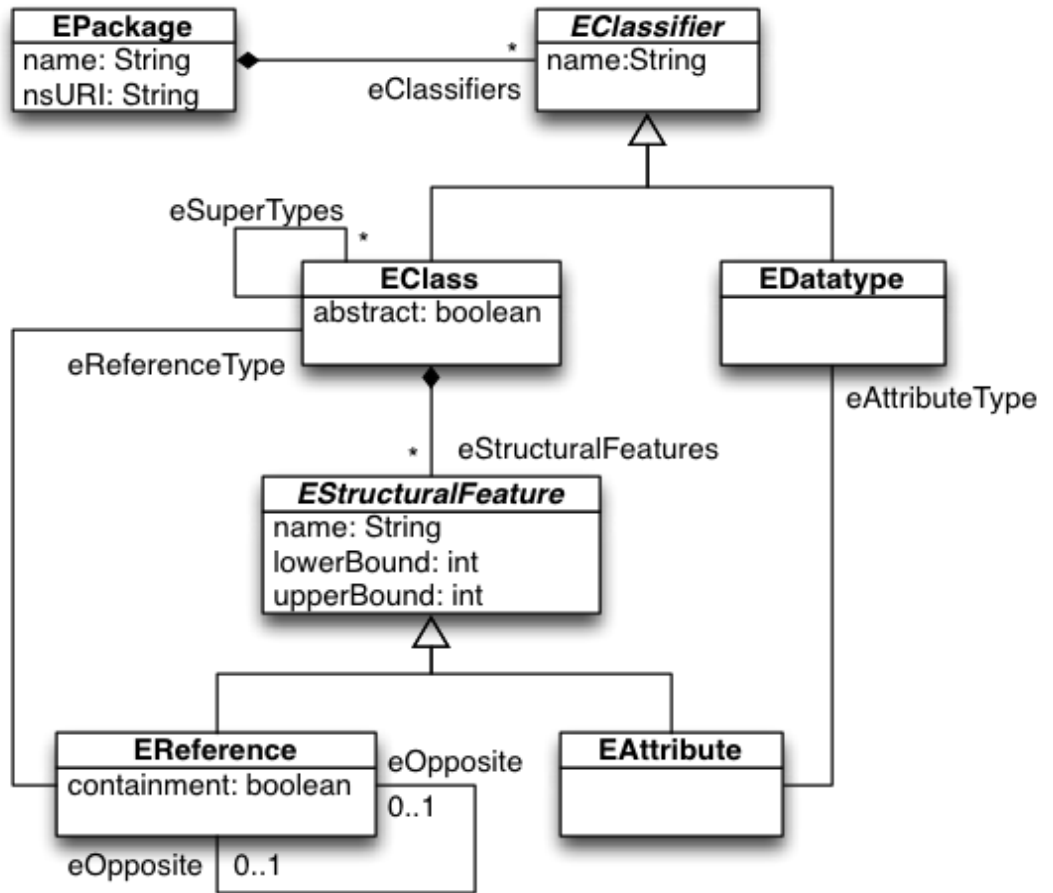 EPackage
name: String
nsURI: String
EClassifier
name:String
*
eClassifiers
eSuperTypes
*
EClass
abstract: boolean
EDatatype
eReferenceType
eAttributeType
*
eStructuralFeatures
EStructuralFeature
name: String
lowerBound: int
upperBound: int
EReference
containment: boolean
eOpposite
0..1
EAttribute
eOpposite
0..1